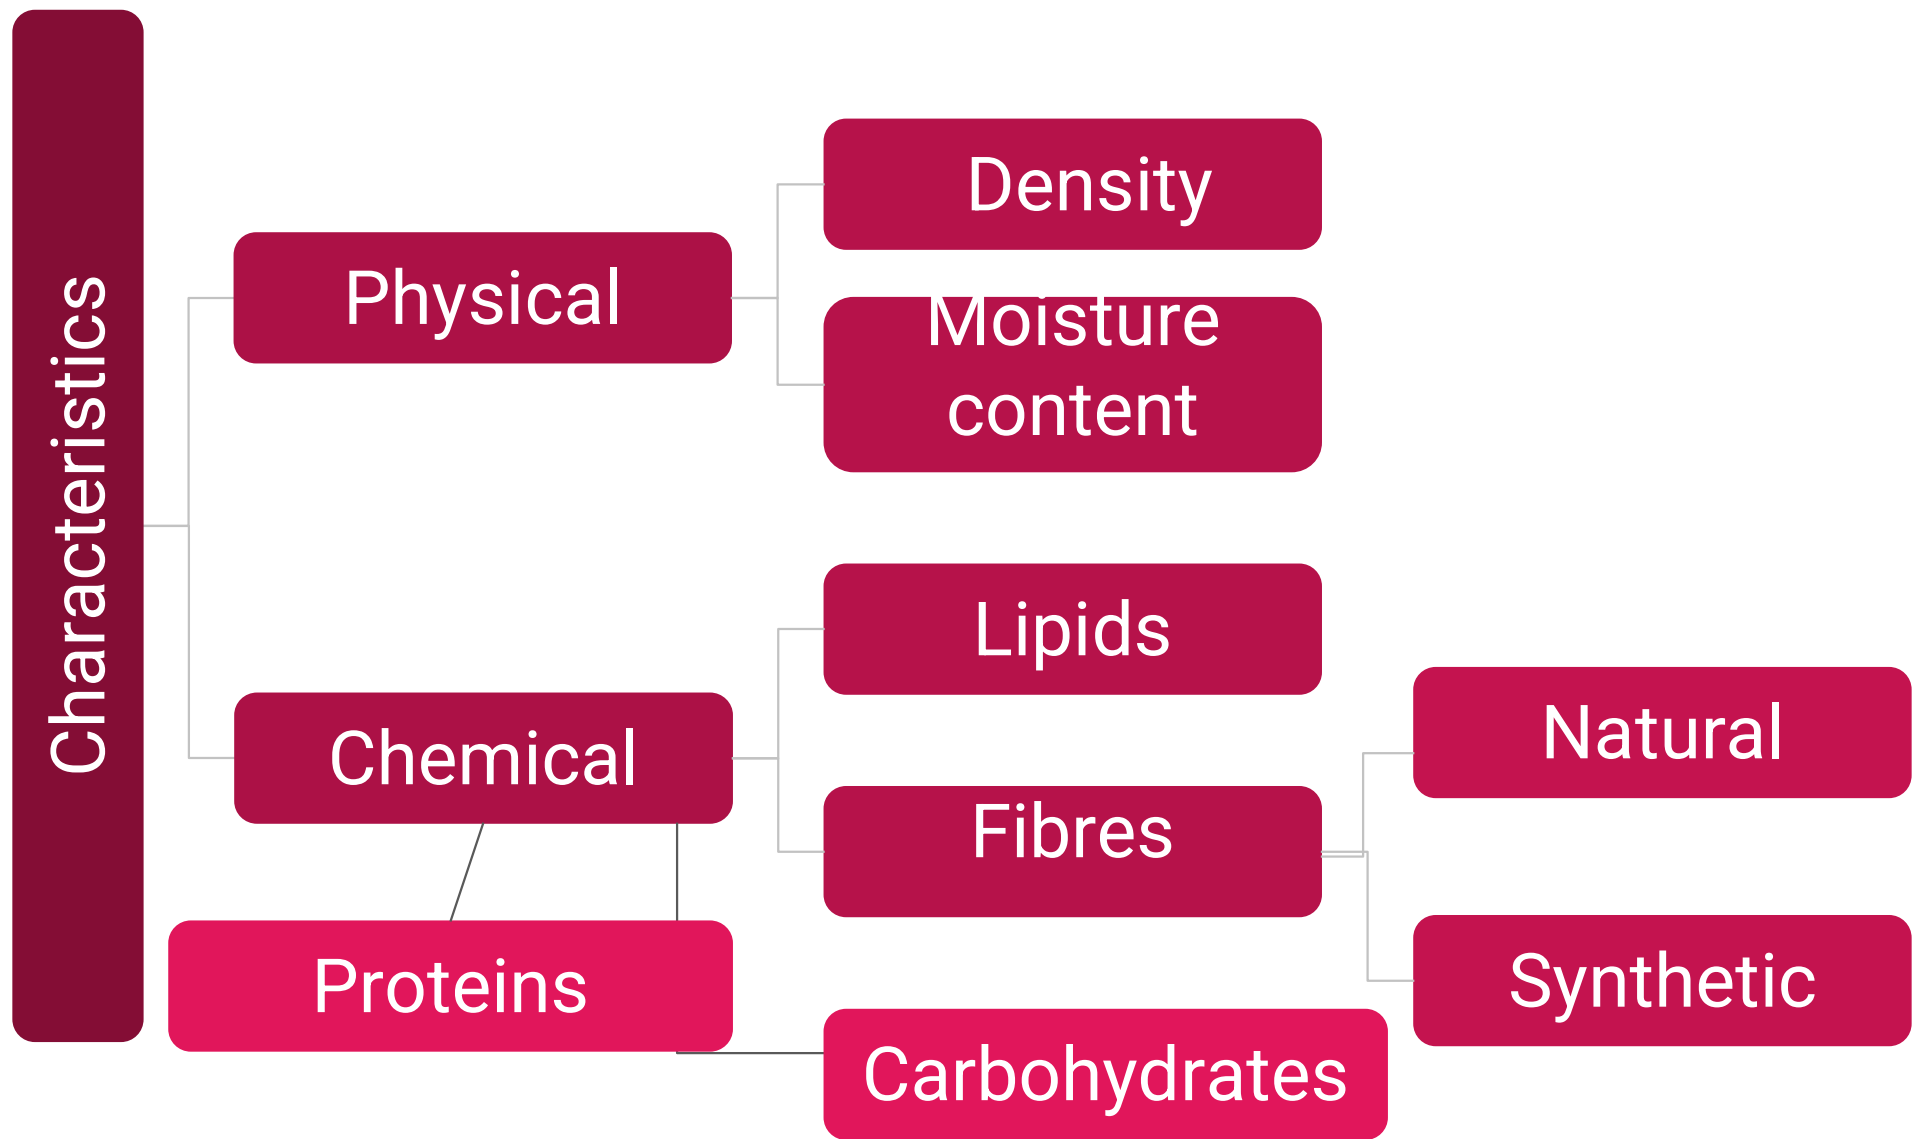 Characteristics
Physical
Density
Moisture
content
Chemical
Lipids
Fibres
Natural
Synthetic
Proteins
Carbohydrates